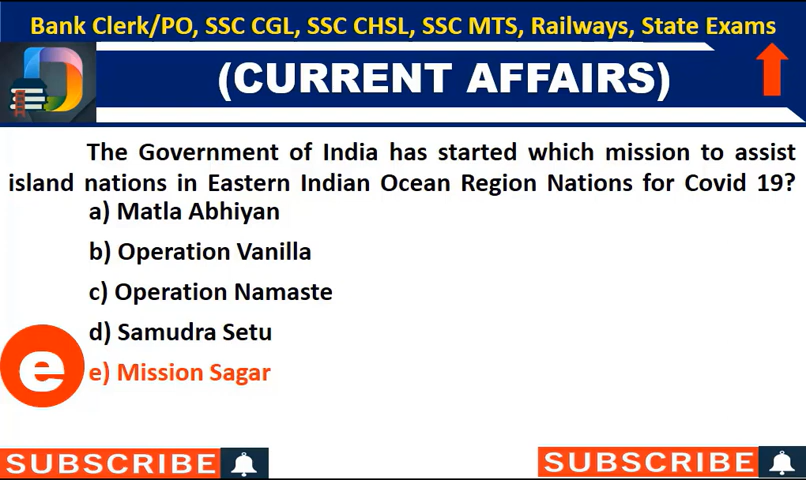 Bank Clerk/PO, SSC CGL, SSC CHSL, SSC MTS, Railways, State Exams
(CURRENT AFFAIRS)
The Government of India has started which mission to assist
island nations in Eastern Indian Ocean Region Nations for Covid 19?
a) Matla Abhiyan
b) Operation Vanilla
c) Operation Namaste
d) Samudra Setu
e
e) Mission Sagar
SUBSCRIBE
SUBSCRIBE